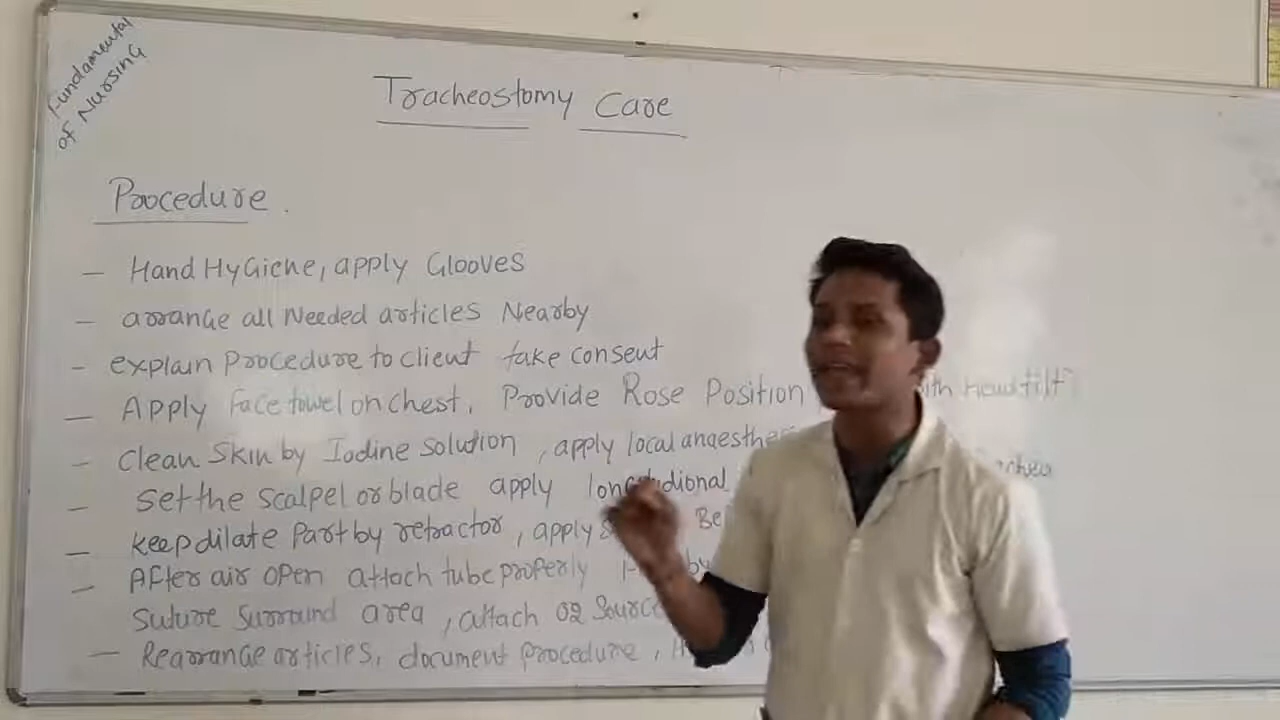 Fundamental
of Nursing
Tracheostomy Care
Procedure.
- Hand Hygiene, apply Glooves
- arrange all Needed articles Nearby
- explain Procedure to client take consent
- Apply face towel on chest, Provide Rose Position with Head tilt
- Clean Skin by Iodine solution, apply local
- set the scalpel or blade apply
- keep dilate Part by retractor, apply
- After air open attach tube properly
Suture Surround area, attach O2 Source
- Rearrange articles, document procedure,